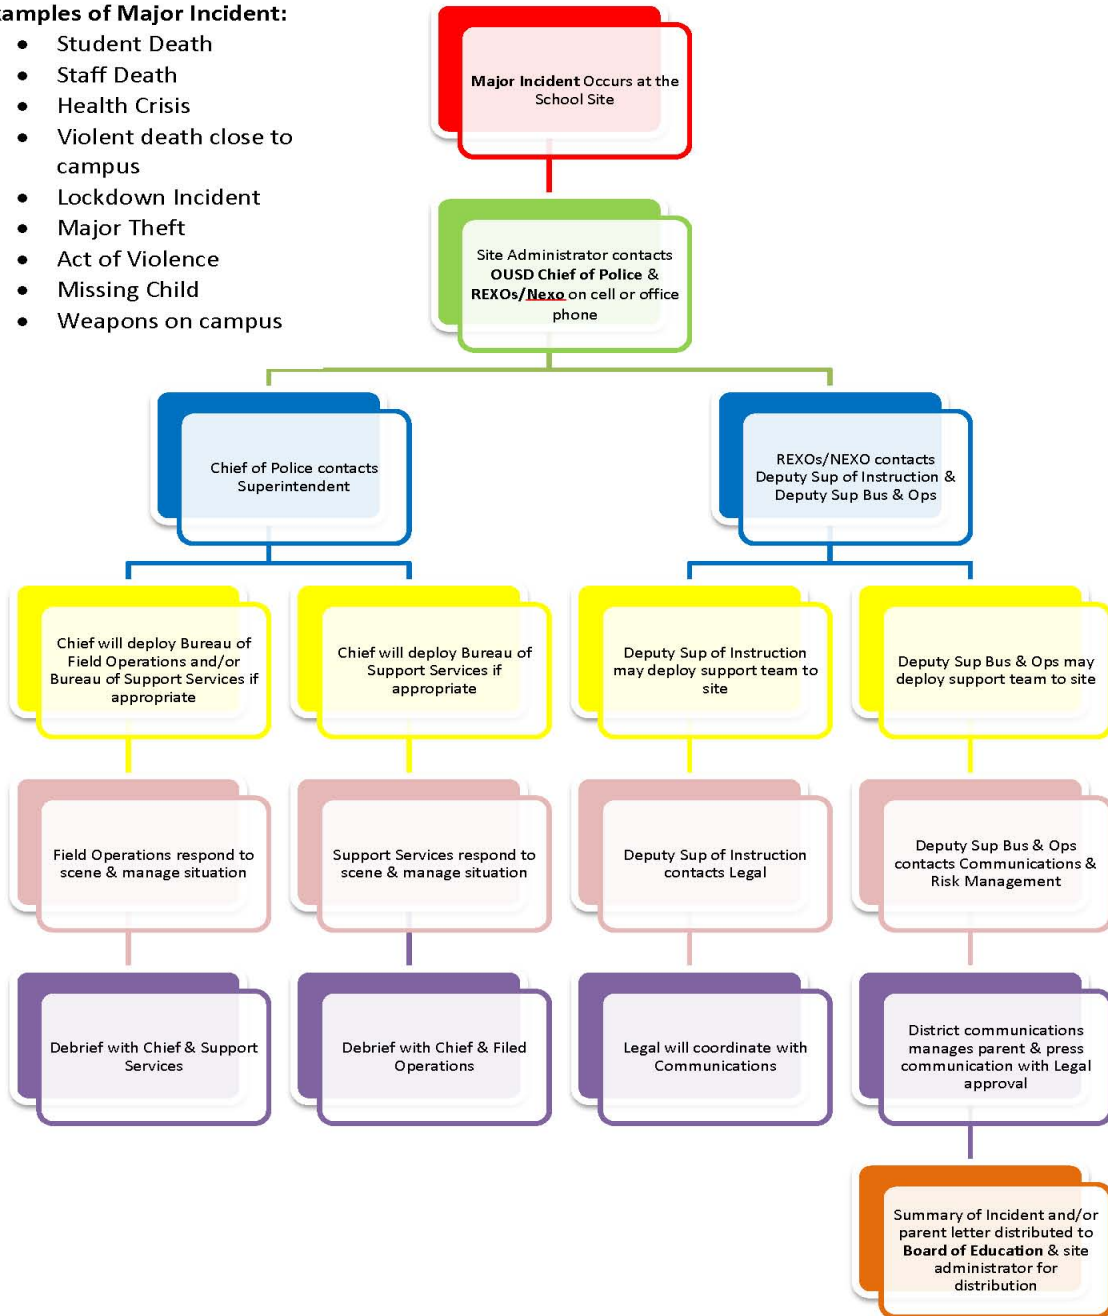 xamples of Major Incident:
• Student Death
• Staff Death
• Health Crisis
• Violent death close to
campus
• Lockdown Incident
• Major Theft
• Act of Violence
• Missing Child
• Weapons on campus
Major Incident Occurs at the
School Site
Site Administrator contacts
OUSD Chief of Police &
REXOs/Nexo on cell or office
phone
Chief of Police contacts
Superintendent
REXOs/NEXO contacts
Deputy Sup of Instruction &
Deputy Sup Bus & Ops
Chief will deploy Bureau of
Field Operations and/or
Bureau of Support Services if
appropriate
Chief will deploy Bureau of
Support Services if
appropriate
Deputy Sup of Instruction
may deploy support team to
site
Deputy Sup Bus & Ops may
deploy support team to site
Field Operations respond to
scene & manage situation
Support Services respond to
scene & manage situation
Deputy Sup of Instruction
contacts Legal
Deputy Sup Bus & Ops
contacts Communications &
Risk Management
Debrief with Chief & Support
Services
Debrief with Chief & Filed
Operations
Legal will coordinate with
Communications
District communications
manages parent & press
communication with Legal
approval
Summary of Incident and/or
parent letter distributed to
Board of Education & site
administrator for
distribution